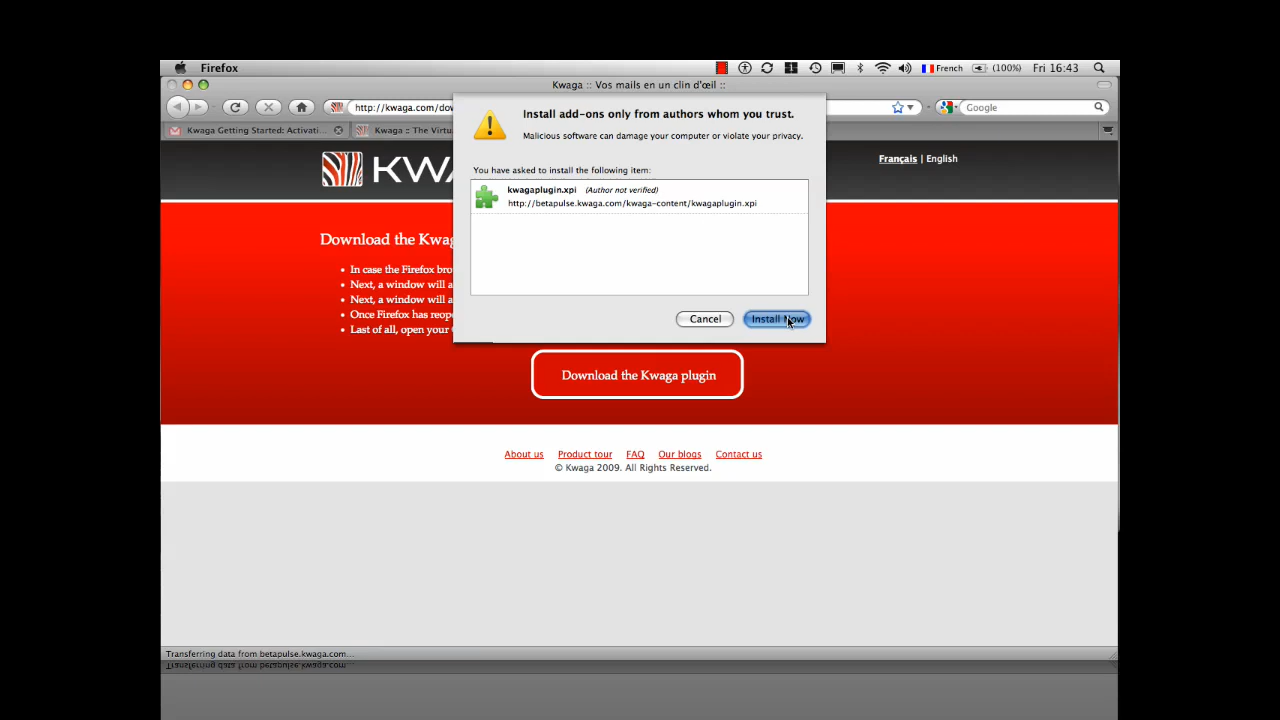 Firefox
French
(100%)
Fri 16:43
Kwaga :: Vos mails en un clin d'œil ::
http://kwaga.com/dov
Google
Kwaga Getting Started: Activati...
Kwaga :: The Virtu
KWA
Français | English
Install add-ons only from authors whom you trust.
Malicious software can damage your computer or violate your privacy.
You have asked to install the following item:
kwagaplugin.xpi (Author not verified)
http://betapulse.kwaga.com/kwaga-content/kwagaplugin.xpi
Cancel
Install Now
Download the Kwag
• In case the Firefox bro
• Next, a window will a
• Next, a window will a
• Once Firefox has reop
• Last of all, open your
Download the Kwaga plugin
About us
Product tour
FAQ
Our blogs
Contact us
© Kwaga 2009. All Rights Reserved.
Transferring data from betapulse.kwaga.com...